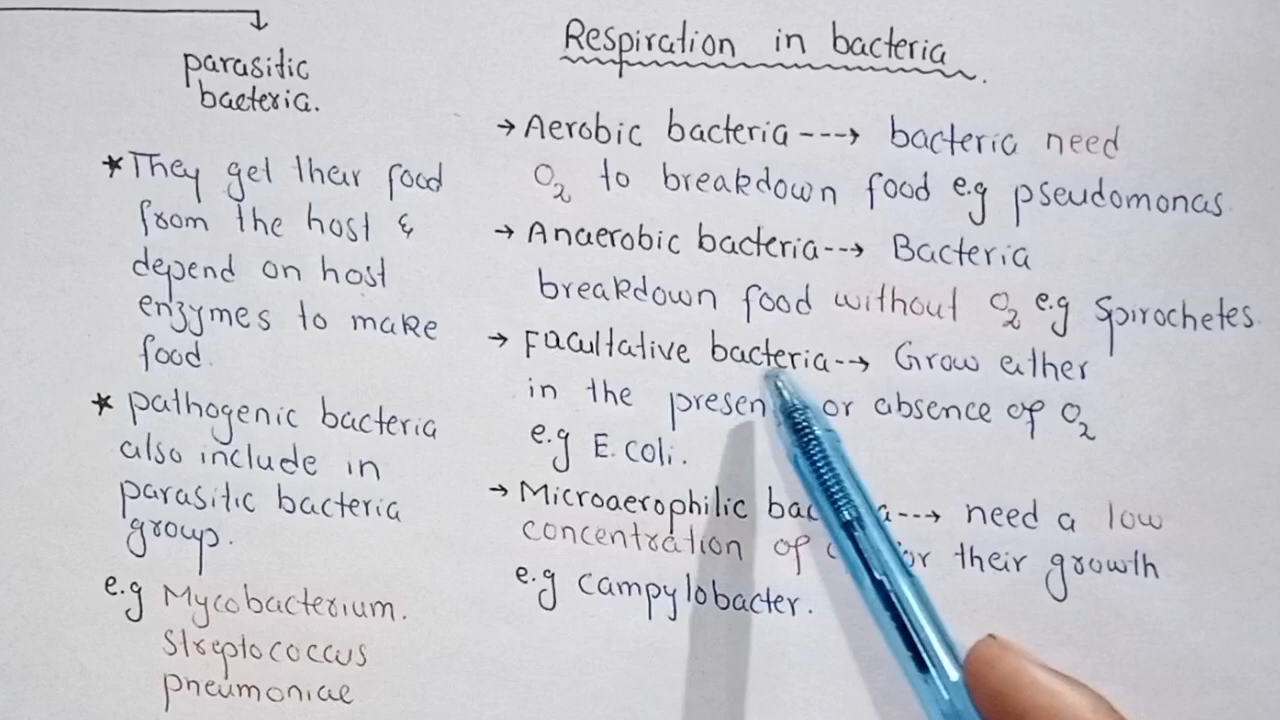 parasitic
bacteria.
*They get their food
from the host &
depend on host
enzymes to make
food.
* pathogenic bacteria
also include in
parasitic bacteria
group.
e.g Mycobacterium.
Streptococcus
pneumoniae
Respiration in bacteria
→ Aerobic bacteria ---→ bacteria need
O2 to breakdown food e.g pseudomonas.
→ Anaerobic bacteria--→ Bacteria
breakdown food without O2 e.g Spirochetes.
→ Facultative bacteria--→ Grow either
in the presen or absence of O2
e.g E. coli.
→ Microaerophilic bac a---→ need a low
concentration of their growth
e.g campylobacter.